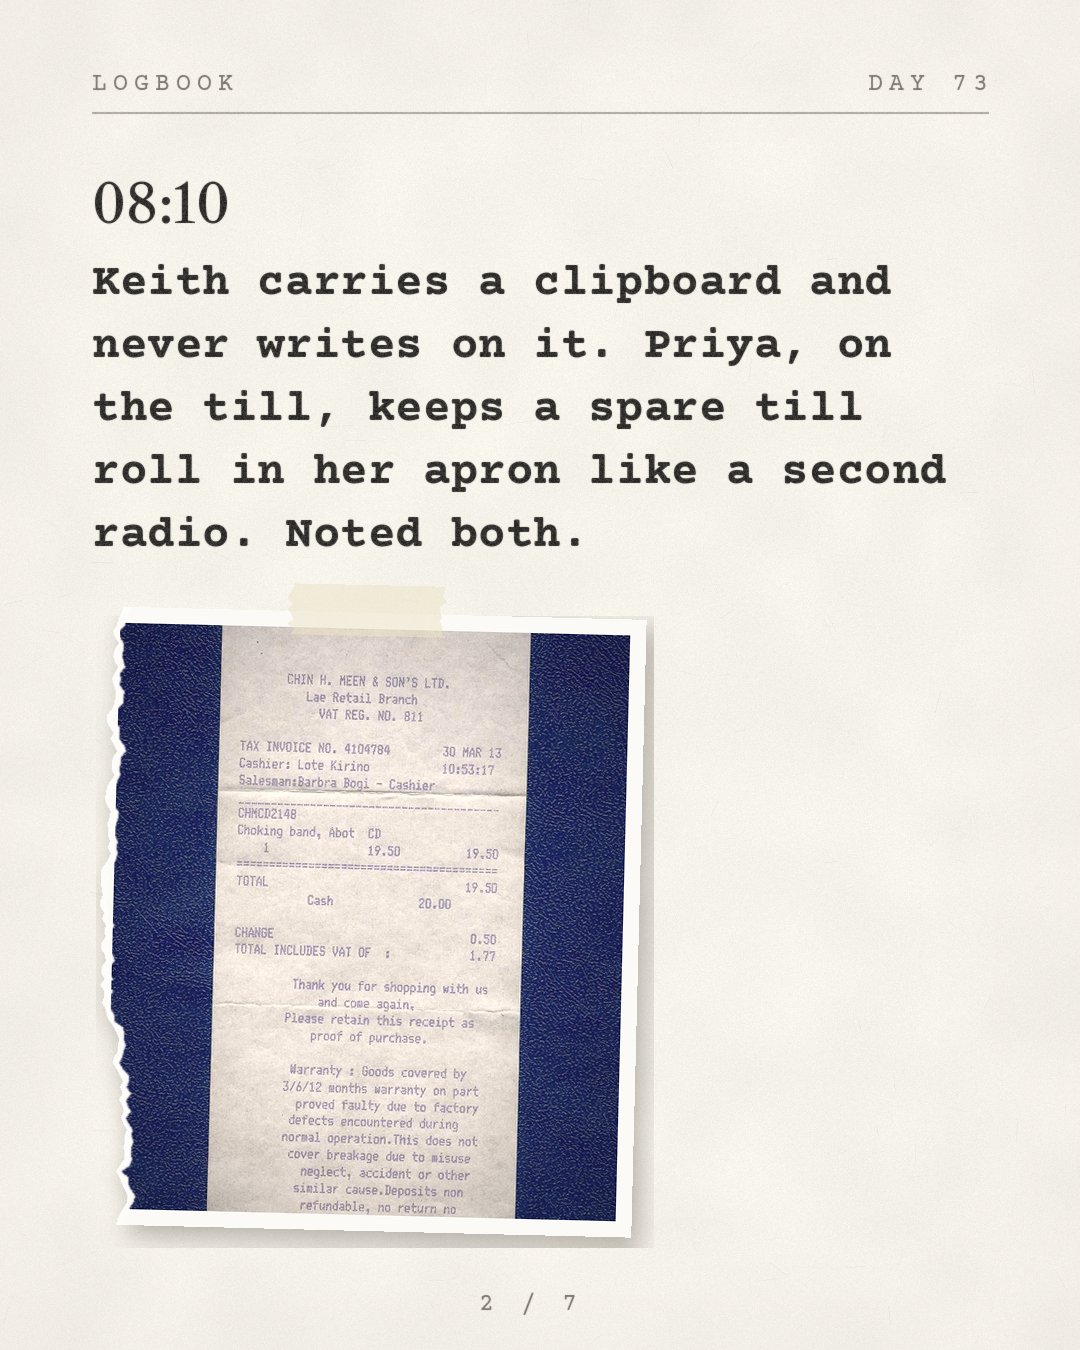 LOGBOOK DAY 73
08:10
Keith carries a clipboard and
never writes on it. Priya, on
the till, keeps a spare till
roll in her apron like a second
radio. Noted both.
CHIN H. MEEN & SON'S LTD.
Lae Retail Branch
VAT REG. NO. 811
TAX INVOICE NO. 4104784 30 MAR 13
Cashier: Lote Kirino 10:53:17
Salesman:Barbra Bogi - Cashier
CHMCD2148
Choking band, Abot CD
1 19.50 19.50
TOTAL 19.50
Cash 20.00
CHANGE 0.50
TOTAL INCLUDES VAT OF : 1.77
Thank you for shopping with us
and come again.
Please retain this receipt as
proof of purchase.
Warranty : Goods covered by
3/6/12 months warranty on part
proved faulty due to factory
defects encountered during
normal operation.This does not
cover breakage due to misuse
neglect, accident or other
similar cause.Deposits non
refundable, no return no
2 / 7